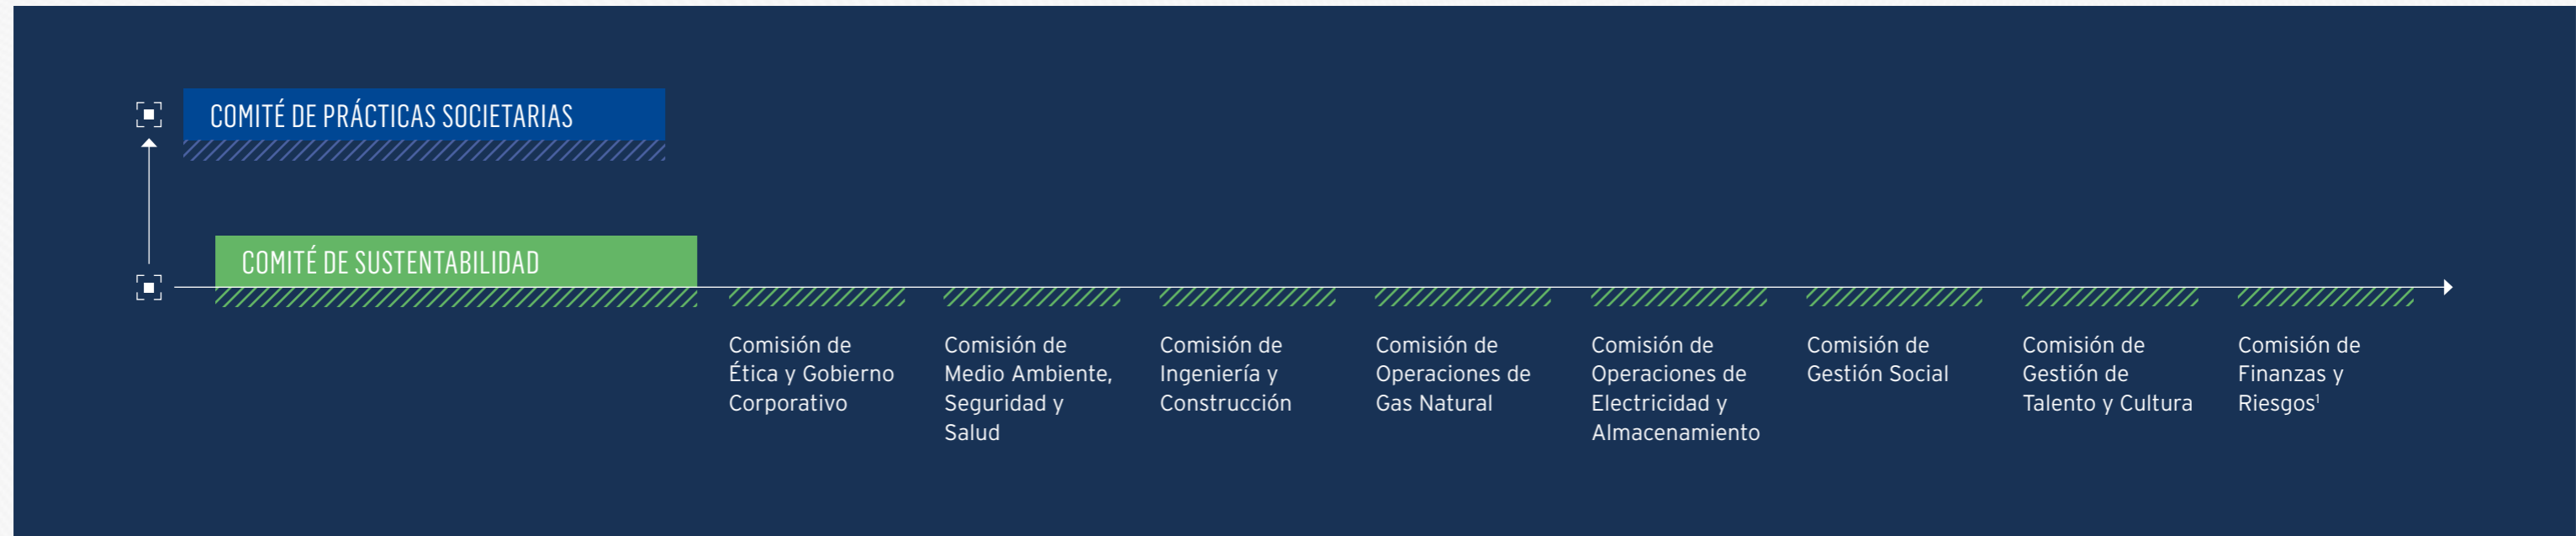 COMITÉ DE PRÁCTICAS SOCIETARIAS
COMITÉ DE SUSTENTABILIDAD
Comisión de
Ética y Gobierno
Corporativo
Comisión de
Medio Ambiente,
Seguridad y
Salud
Comisión de
Ingeniería y
Construcción
Comisión de
Operaciones de
Gas Natural
Comisión de
Operaciones de
Electricidad y
Almacenamiento
Comisión de
Gestión Social
Comisión de
Gestión de
Talento y Cultura
Comisión de
Finanzas y
Riesgos¹